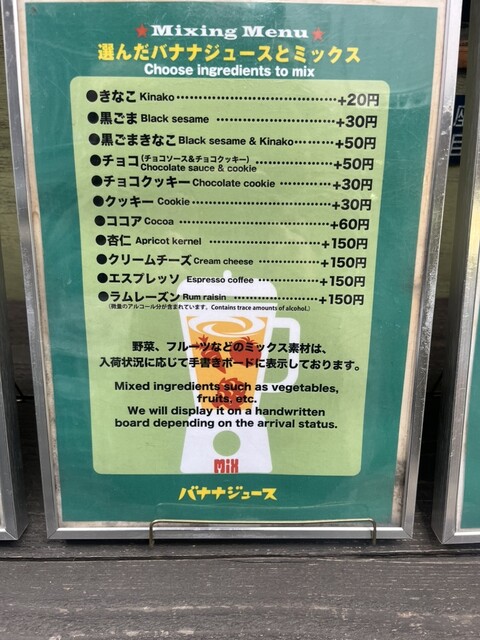 ★ Mixing Menu ★
選んだバナナジュースとミックス
Choose ingredients to mix
●きなこ Kinako +20円
●黒ごま Black sesame +30円
●黒ごまきなこ Black sesame & Kinako +50円
●チョコ (チョコソース&チョコクッキー) Chocolate sauce & cookie +50円
●チョコクッキー Chocolate cookie +30円
●クッキー Cookie +30円
●ココア Cocoa +60円
●杏仁 Apricot kernel +150円
●クリームチーズ Cream cheese +150円
●エスプレッソ Espresso coffee +150円
●ラムレーズン Rum raisin +150円
(微量のアルコール分が含まれています。Contains trace amounts of alcohol.)
野菜、フルーツなどのミックス素材は、
入荷状況に応じて手書きボードに表示しております。
Mixed ingredients such as vegetables,
fruits, etc.
We will display it on a handwritten
board depending on the arrival status.
MiX
バナナジュース